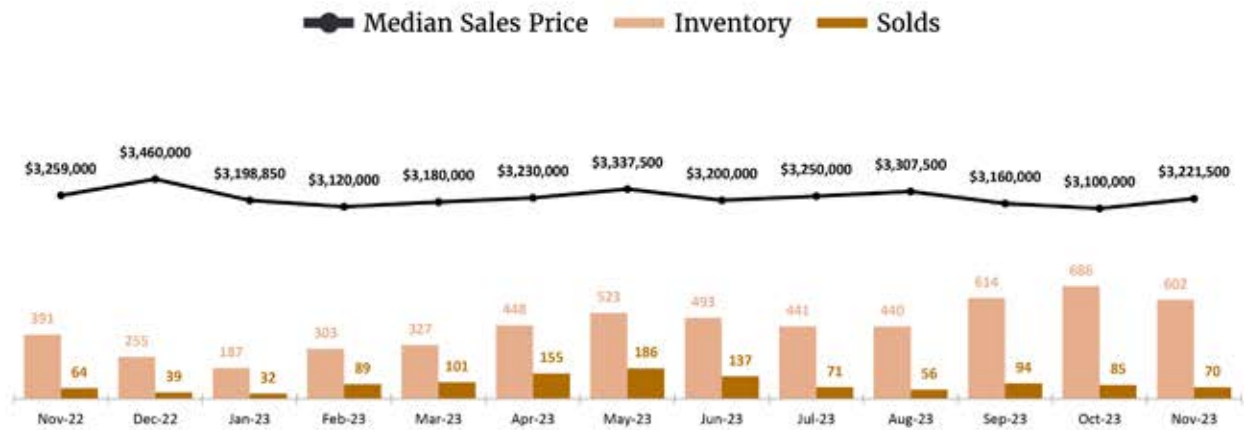 Median Sales Price Inventory Solds
$3,259,000 $3,460,000 $3,198,850 $3,120,000 $3,180,000 $3,230,000 $3,337,500 $3,200,000 $3,250,000 $3,307,500 $3,160,000 $3,100,000 $3,221,500
391 255 187 303 327 448 523 493 441 440 614 686 602
64 39 32 89 101 155 186 137 71 56 94 85 70
Nov-22 Dec-22 Jan-23 Feb-23 Mar-23 Apr-23 May-23 Jun-23 Jul-23 Aug-23 Sep-23 Oct-23 Nov-23